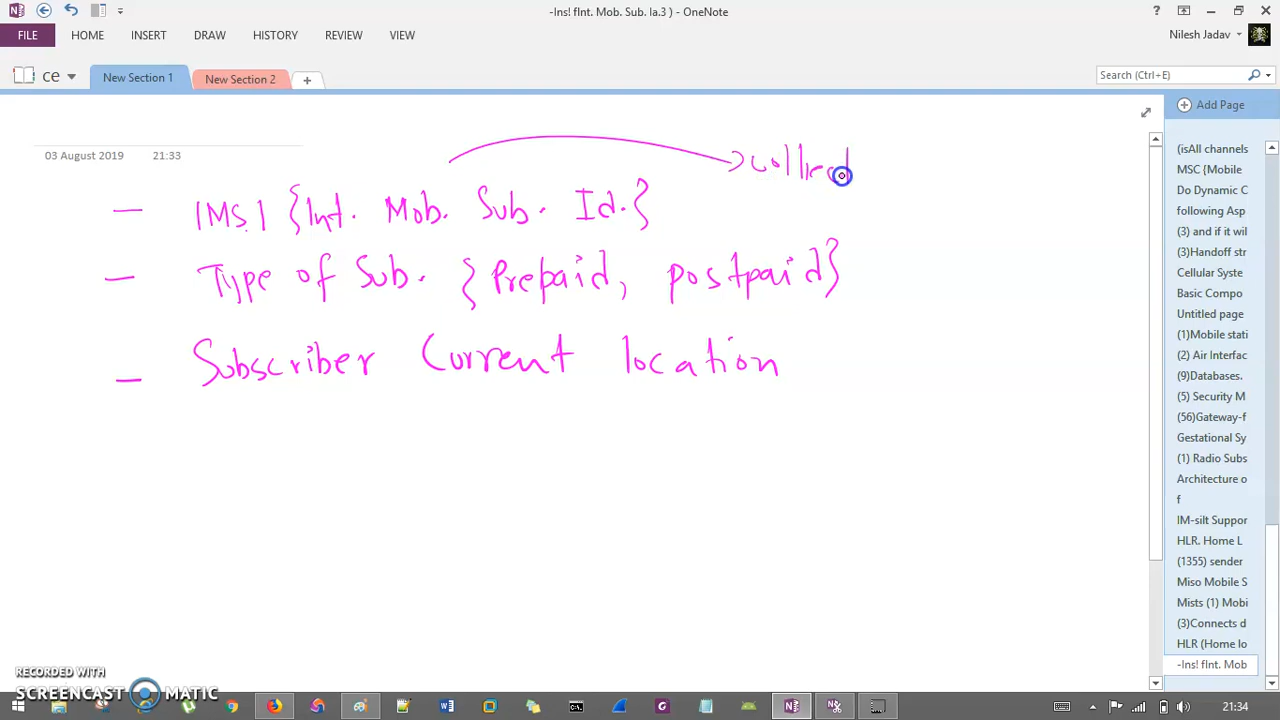 -Ins! fInt. Mob. Sub. Ia.3 ) - OneNote
FILE HOME INSERT DRAW HISTORY REVIEW VIEW
Nilesh Jadav
ce New Section 1 New Section 2
Search (Ctrl+E)
Add Page
03 August 2019 21:33
- IMSI {Int. Mob. Sub. Id.}
- Type of Sub. {Prepaid, postpaid}
- Subscriber Current location
(isAll channels
MSC {Mobile
Do Dynamic C
following Asp
(3) and if it wil
(3)Handoff str
Cellular Syste
Basic Compo
Untitled page
(1)Mobile stati
(2) Air Interfac
(9)Databases.
(5) Security M
(56)Gateway-f
Gestational Sy
(1) Radio Subs
Architecture o
f
IM-silt Suppor
HLR. Home L
(1355) sender
Miso Mobile S
Mists (1) Mobi
(3)Connects d
HLR (Home lo
-Ins! fInt. Mob
RECORDED WITH
SCREENCAST MATIC
21:34